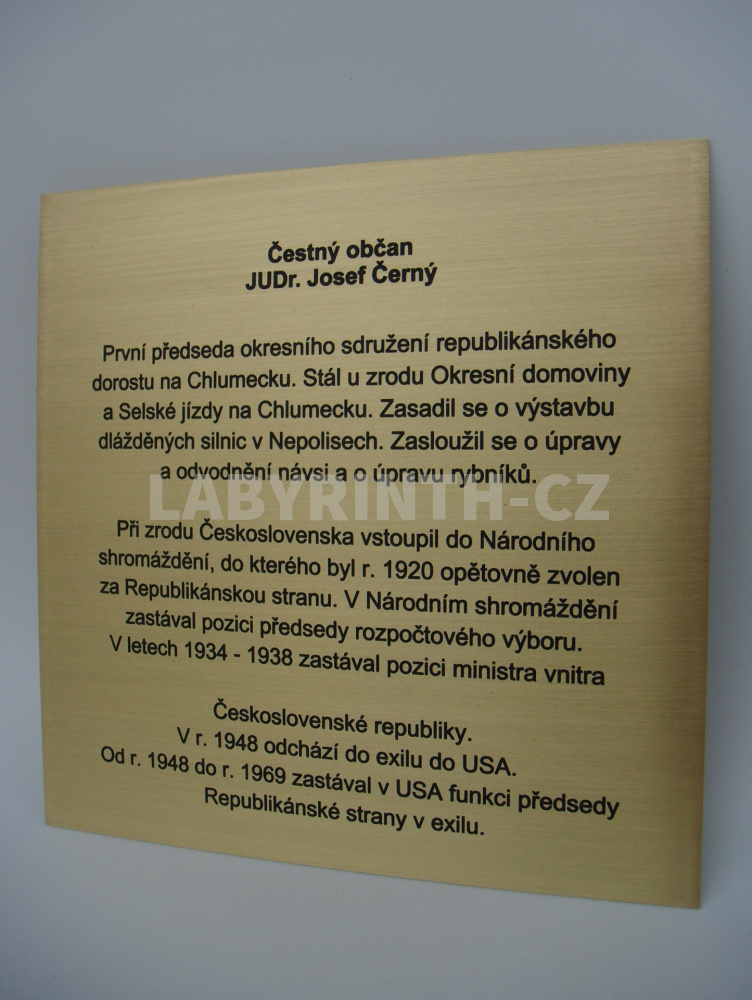 Čestný občan
JUDr. Josef Černý
První předseda okresního sdružení republikánského
dorostu na Chlumecku. Stál u zrodu Okresní domoviny
a Selské jízdy na Chlumecku. Zasadil se o výstavbu
dlážděných silnic v Nepolisech. Zasloužil se o úpravy
a odvodnění návsi a o úpravu rybníků.
LABYRINTH-CZ
Při zrodu Československa vstoupil do Národního
shromáždění, do kterého byl r. 1920 opětovně zvolen
za Republikánskou stranu. V Národním shromáždění
zastával pozici předsedy rozpočtového výboru.
V letech 1934 - 1938 zastával pozici ministra vnitra
Československé republiky.
V r. 1948 odchází do exilu do USA.
Od r. 1948 do r. 1969 zastával v USA funkci předsedy
Republikánské strany v exilu.